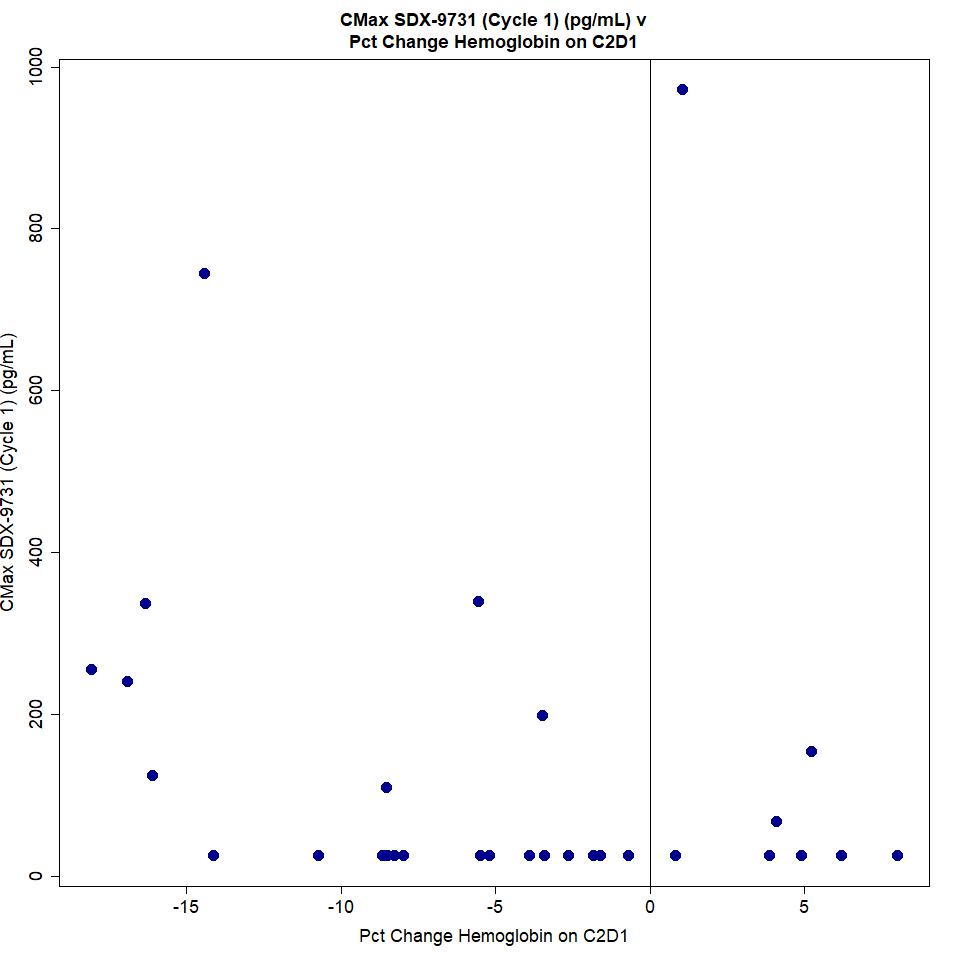 CMax SDX-9731 (Cycle 1) (pg/mL) v
Pct Change Hemoglobin on C2D1
CMax SDX-9731 (Cycle 1) (pg/mL)
1000
800
600
400
200
0
-15
-10
-5
0
5
Pct Change Hemoglobin on C2D1